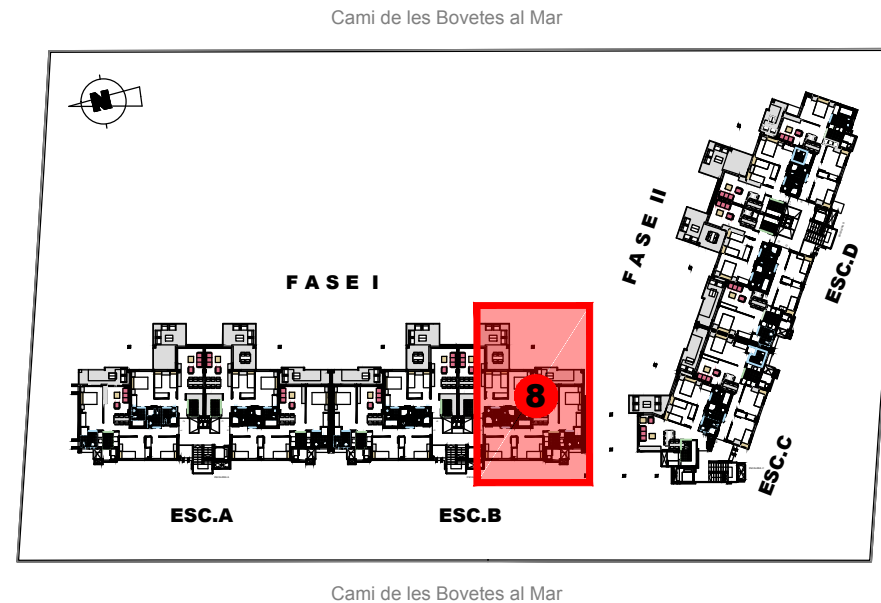 Cami de les Bovetes al Mar
N
FASE I
FASE II
ESC.D
8
ESC.C
ESC.A
ESC.B
Cami de les Bovetes al Mar